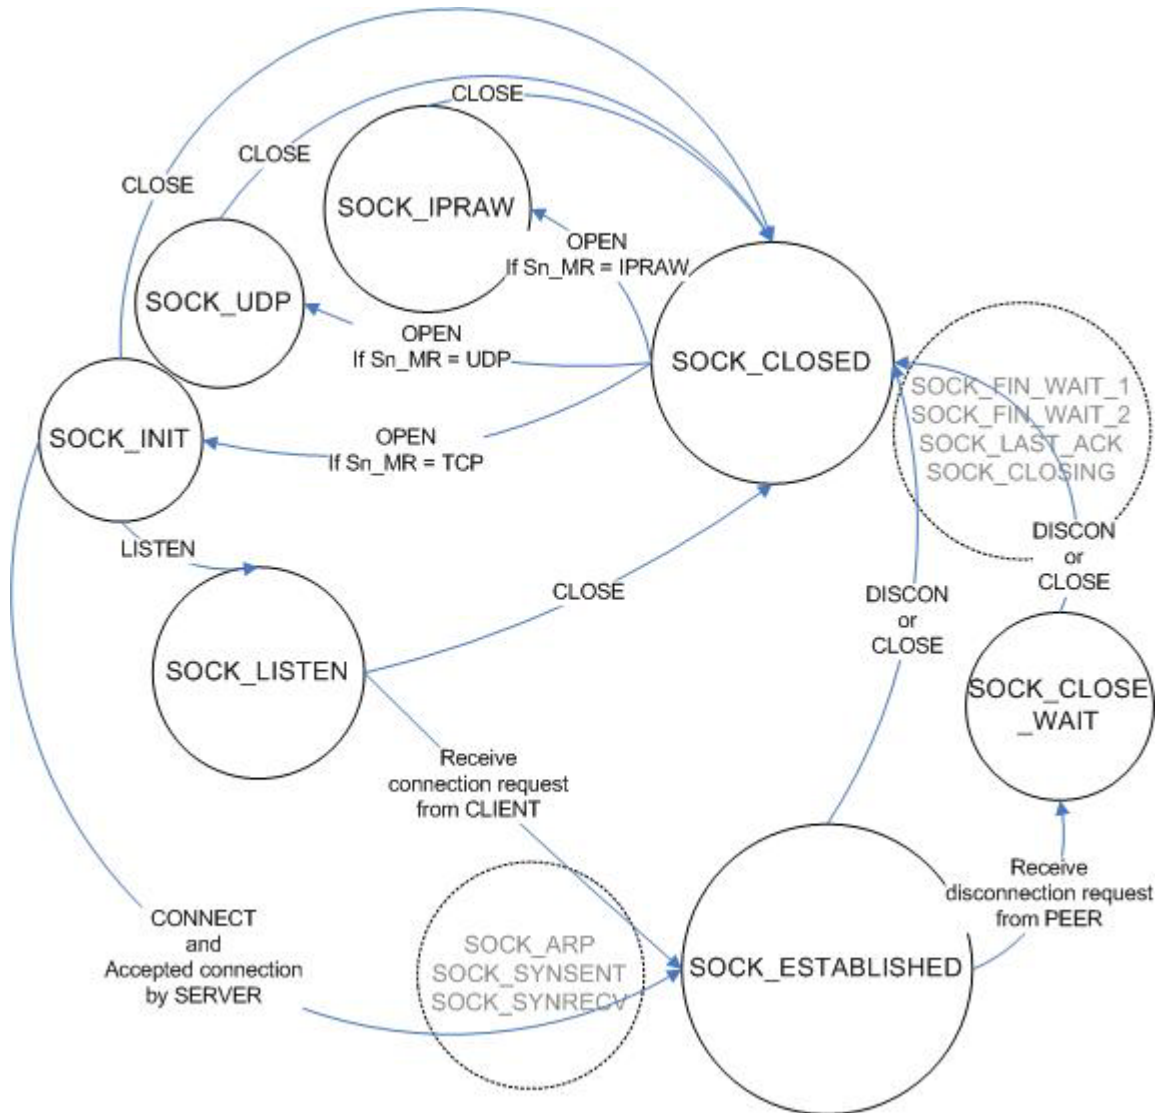 CLOSE
CLOSE
CLOSE
SOCK_IPRAW
OPEN
If Sn_MR = IPRAW
SOCK_UDP
OPEN
If Sn_MR = UDP
SOCK_CLOSED
SOCK_FIN_WAIT_1
SOCK_FIN_WAIT_2
SOCK_LAST_ACK
SOCK_CLOSING
SOCK_INIT
OPEN
If Sn_MR = TCP
LISTEN
DISCON
or
CLOSE
CLOSE
DISCON
or
CLOSE
SOCK_LISTEN
SOCK_CLOSE
_WAIT
Receive
connection request
from CLIENT
Receive
disconnection request
from PEER
CONNECT
and
Accepted connection
by SERVER
SOCK_ARP
SOCK_SYNSENT
SOCK_SYNRECV
SOCK_ESTABLISHED